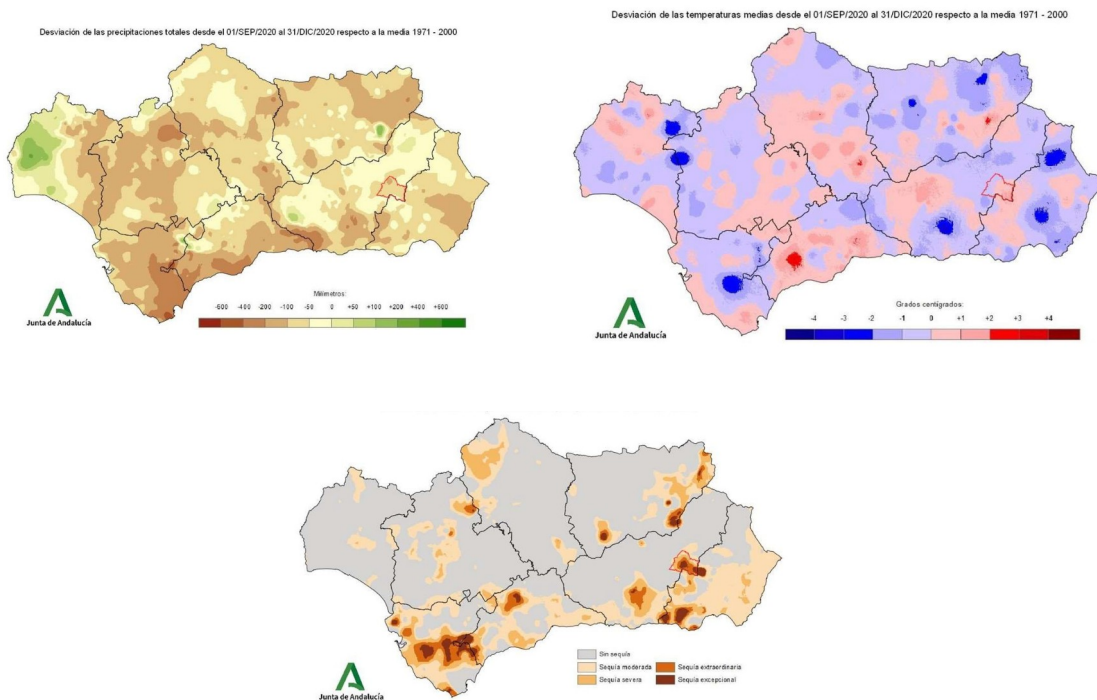 Desviación de las precipitaciones totales desde el 01/SEP/2020 al 31/DIC/2020 respecto a la media 1971 - 2000
Milímetros:
-600 -400 -200 -100 -50 0 +50 +100 +200 +400 +600
Junta de Andalucía
Desviación de las temperaturas medias desde el 01/SEP/2020 al 31/DIC/2020 respecto a la media 1971 - 2000
Grados centígrados:
-4 -3 -2 -1 0 +1 +2 +3 +4
Junta de Andalucía
Sin sequía
Sequía moderada Sequía extraordinaria
Sequía severa Sequía excepcional
Junta de Andalucía